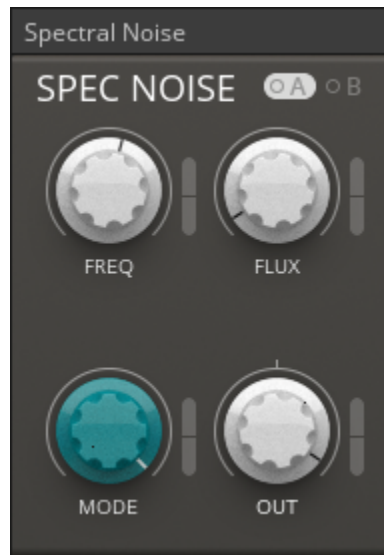 Spectral Noise
SPEC NOISE A B
FREQ FLUX
MODE OUT